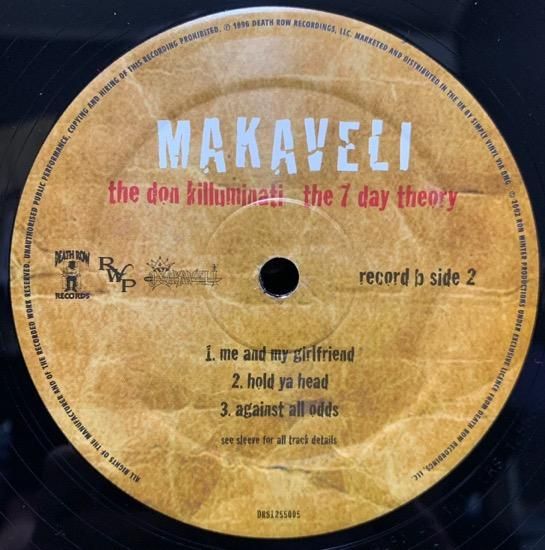 ALL RIGHTS OF THE MANUFACTURER AND OF THE RECORDED WORK RESERVED. UNAUTHORISED PUBLIC PERFORMANCE, COPYING AND HIRING OF THIS RECORDING PROHIBITED. ℗ 1996 DEATH ROW RECORDINGS, LLC. MARKETED AND DISTRIBUTED IN THE UK BY SIMPLY VINYL VIA DMG © 2002 RON WINTER PRODUCTIONS UNDER EXCLUSIVE LICENCE FROM DEATH ROW RECORDINGS, LLC.
MAKAVELI
the don killuminati the 7 day theory
DEATH ROW
RECORDS
RWP
MAKAVELI
record b side 2
1. me and my girlfriend
2. hold ya head
3. against all odds
see sleeve for all track details